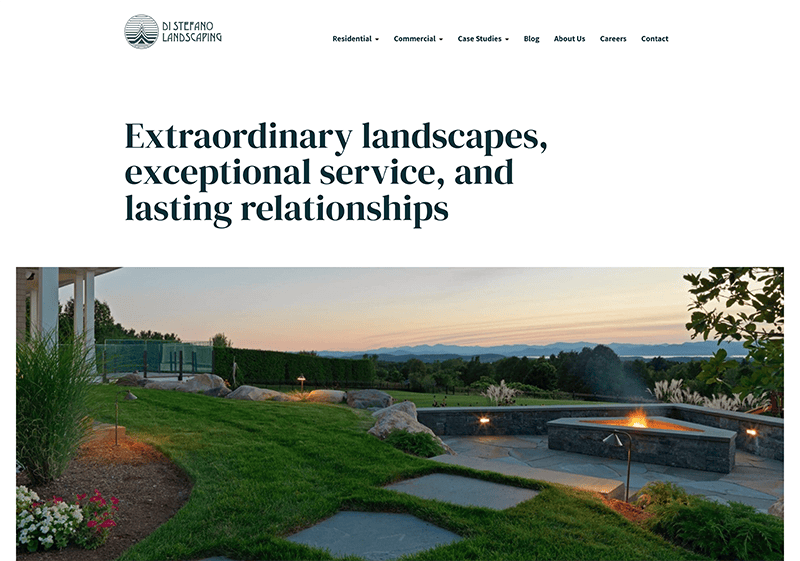 DI STEFANO
LANDSCAPING
Residential Commercial Case Studies Blog About Us Careers Contact
Extraordinary landscapes,
exceptional service, and
lasting relationships